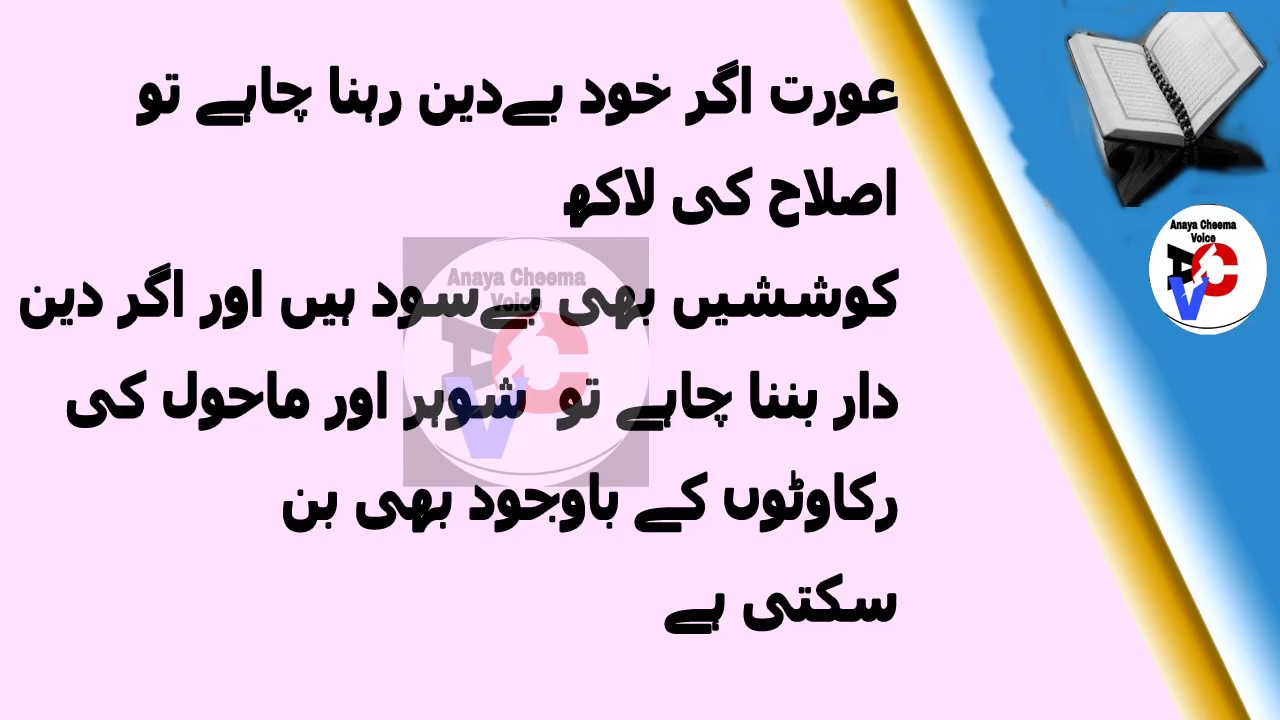 عورت اگر خود بےدین رہنا چاہے تو
اصلاح کی لاکھ
کوششیں بھی بےسود ہیں اور اگر دین
دار بننا چاہے تو شوہر اور ماحول کی
رکاوٹوں کے باوجود بھی بن
سکتی ہے
Anaya Cheema
Voice
ACV
Anaya Cheema
Voice
ACV